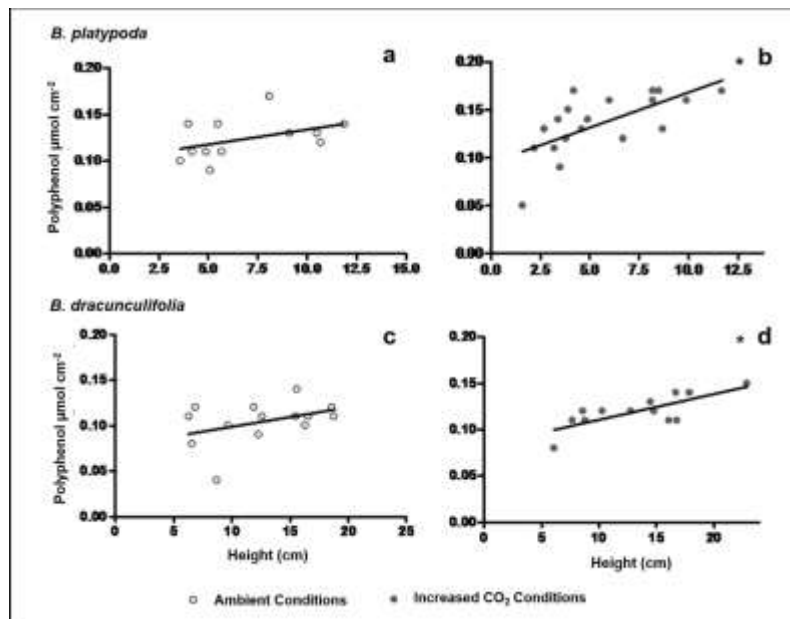 B. platypoda
a
b
Polyphenol µmol cm⁻²
0.20
0.15
0.10
0.05
0.00
0.0 2.5 5.0 7.5 10.0 12.5 15.0
0.20
0.15
0.10
0.05
0.00
0.0 2.5 5.0 7.5 10.0 12.5
B. dracunculifolia
c
d
Polyphenol µmol cm⁻²
0.20
0.15
0.10
0.05
0.00
0 5 10 15 20 25
Height (cm)
*
0.20
0.15
0.10
0.05
0.00
0 5 10 15 20
Height (cm)
Ambient Conditions
Increased CO₂ Conditions